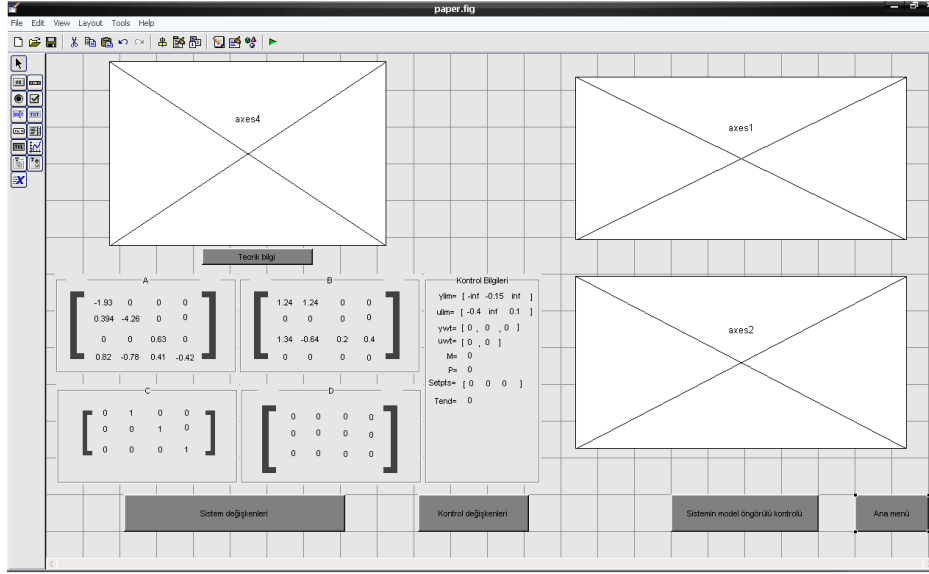 paper.fig
File Edit View Layout Tools Help
axes4
axes1
Teorik bilgi
A
-1.93 0 0 0
0.394 -4.26 0 0
0 0 0.63 0
0.82 -0.78 0.41 -0.42
B
1.24 1.24 0 0
0 0 0 0
1.34 -0.64 0.2 0.4
0 0 0 0
Kontrol Bilgileri
ylim= [ -inf -0.15 inf ]
ulim= [ -0.4 inf 0.1 ]
ywt= [ 0 , 0 , 0 ]
uwt= [ 0 , 0 ]
M= 0
P= 0
Setpts= [ 0 0 0 ]
Tend= 0
axes2
C
0 1 0 0
0 0 1 0
0 0 0 1
D
0 0 0 0
0 0 0 0
0 0 0 0
Sistem değişkenleri
Kontrol değişkenleri
Sistemin model öngörülü kontrolü
Ana menü